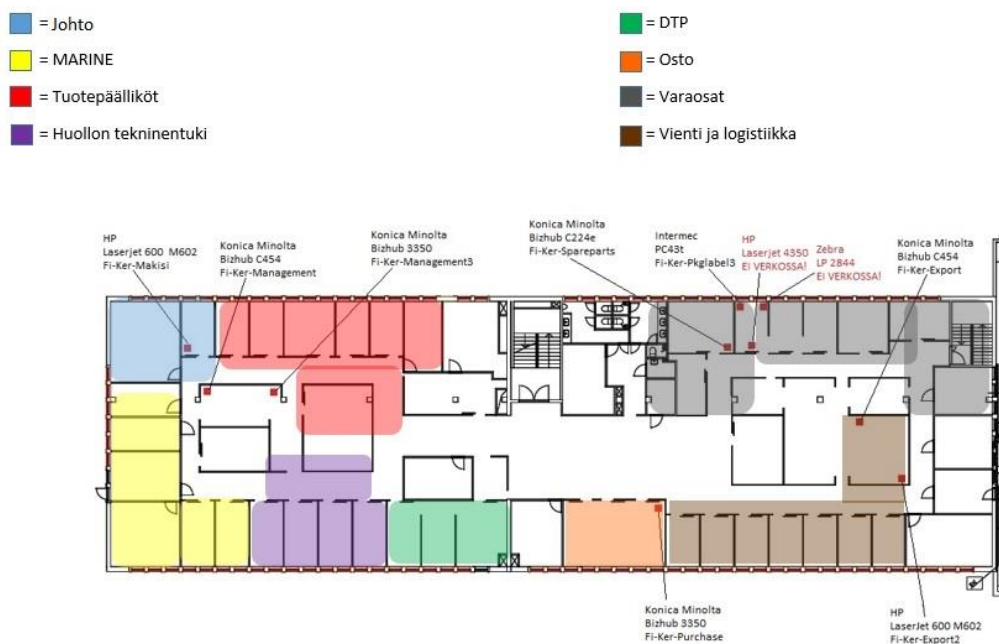 = Johto
= MARINE
= Tuotepäälliköt
= Huollon tekninentuki
= DTP
= Osto
= Varaosat
= Vienti ja logistiikka
HP
Laserjet 600 M602
Fi-Ker-Makisi
Konica Minolta
Bizhub C454
Fi-Ker-Management
Konica Minolta
Bizhub 3350
Fi-Ker-Management3
Konica Minolta
Bizhub C224e
Fi-Ker-Spareparts
Intermec
PC43t
Fi-Ker-Pkglabel3
HP
Laserjet 4350
EI VERKOSSA!
Zebra
LP 2844
EI VERKOSSA!
Konica Minolta
Bizhub C454
Fi-Ker-Export
Konica Minolta
Bizhub 3350
Fi-Ker-Purchase
HP
LaserJet 600 M602
Fi-Ker-Export2